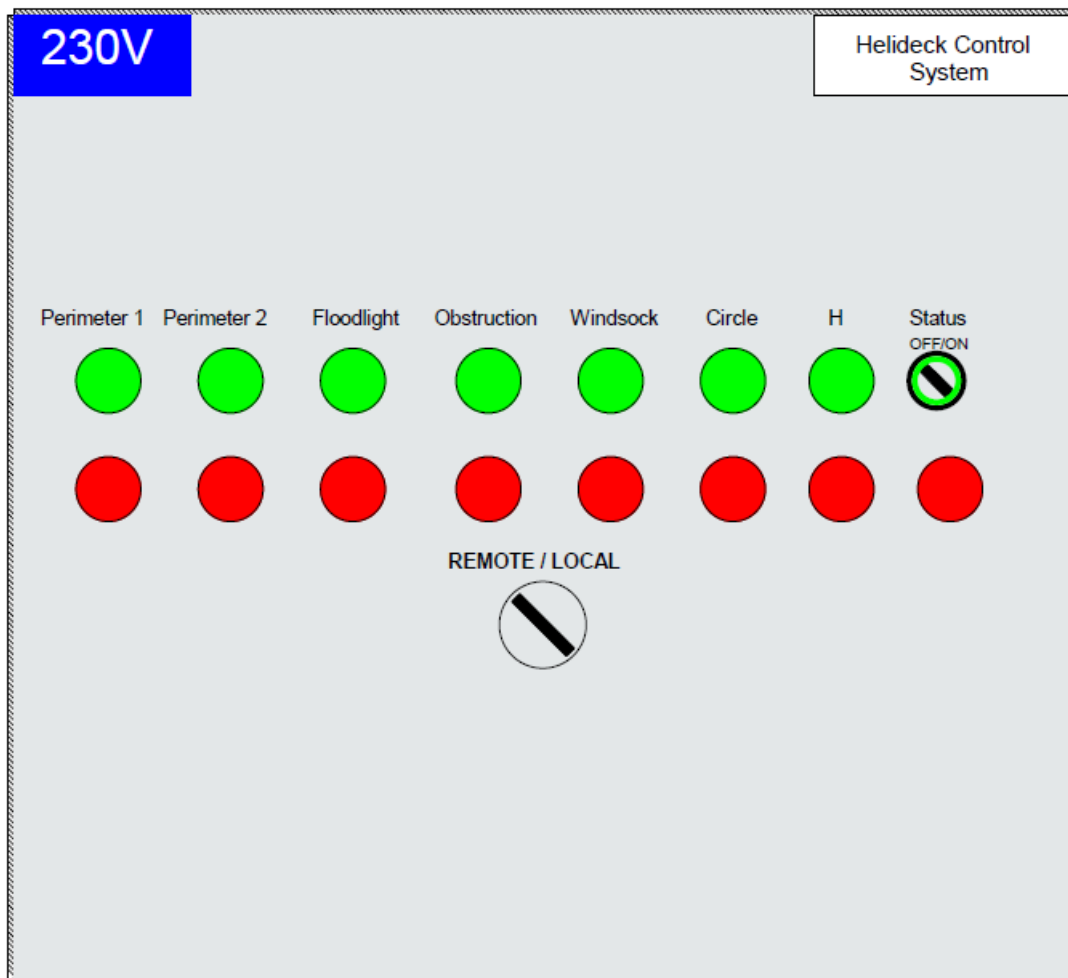 230V
Helideck Control
System
Perimeter 1 Perimeter 2 Floodlight Obstruction Windsock Circle H Status
OFF/ON
REMOTE / LOCAL